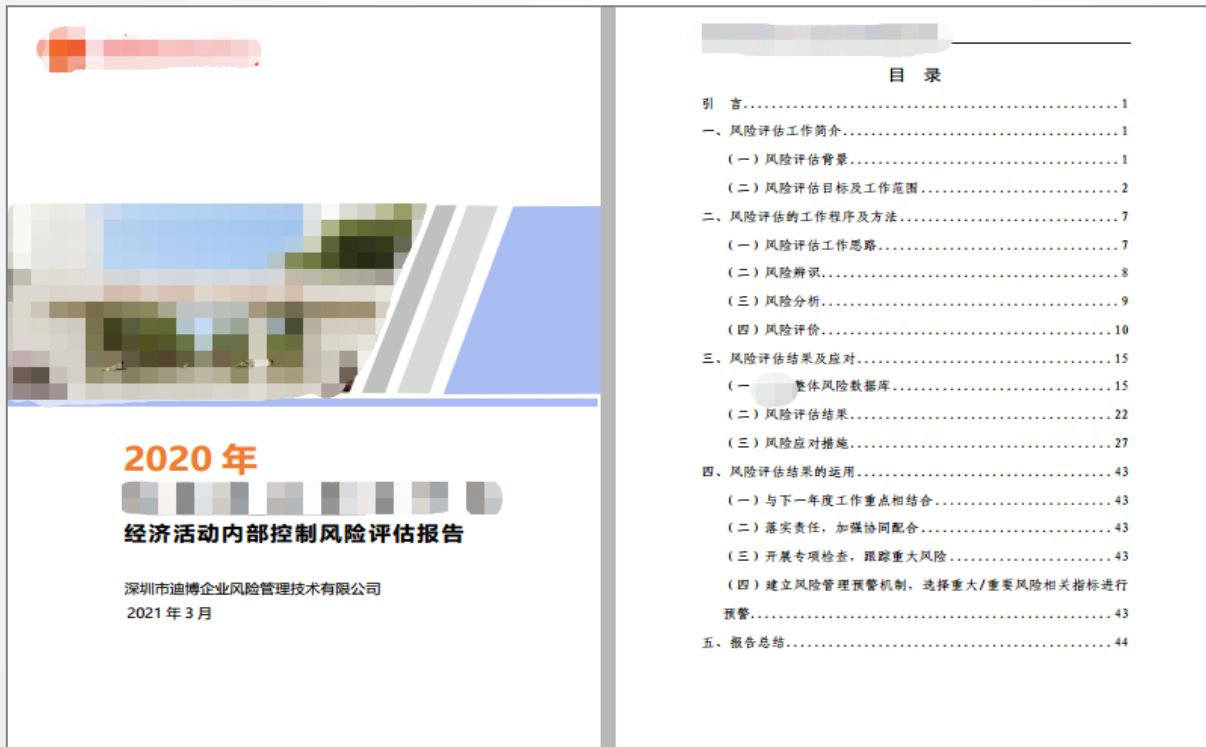 2020 年
经济活动内部控制风险评估报告
深圳市迪博企业风险管理技术有限公司
2021 年 3 月
目 录
引 言......1
一、风险评估工作简介......1
（一）风险评估背景......1
（二）风险评估目标及工作范围......2
二、风险评估的工作程序及方法......7
（一）风险评估工作思路......7
（二）风险辨识......8
（三）风险分析......9
（四）风险评价......10
三、风险评估结果及应对......15
（一 整体风险数据库......15
（二）风险评估结果......22
（三）风险应对措施......27
四、风险评估结果的运用......43
（一）与下一年度工作重点相结合......43
（二）落实责任，加强协同配合......43
（三）开展专项检查，跟踪重大风险......43
（四）建立风险管理预警机制，选择重大/重要风险相关指标进行
预警......43
五、报告总结......44